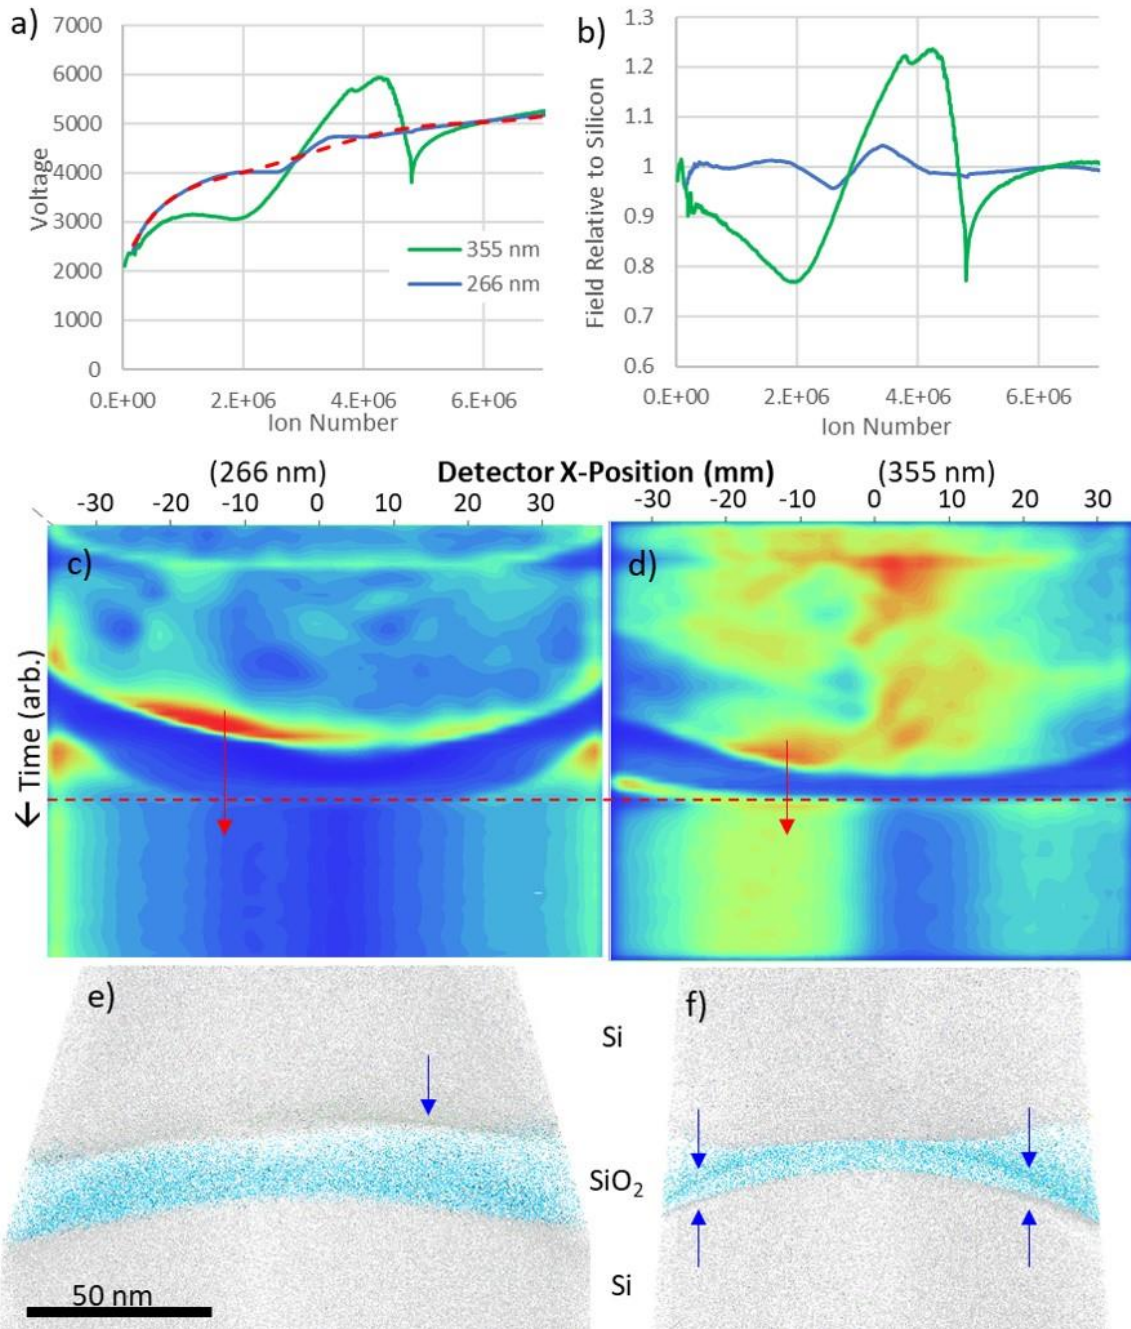 a)
7000
6000
5000
4000
3000
2000
1000
0
Voltage
355 nm
266 nm
0.E+00 2.E+06 4.E+06 6.E+06
Ion Number
b)
1.3
1.2
1.1
1
0.9
0.8
0.7
0.6
Field Relative to Silicon
0.E+00 2.E+06 4.E+06 6.E+06
Ion Number
(266 nm) Detector X-Position (mm) (355 nm)
-30 -20 -10 0 10 20 30 -30 -20 -10 0 10 20 30
c)
d)
← Time (arb.)
e)
f)
Si
SiO2
Si
50 nm